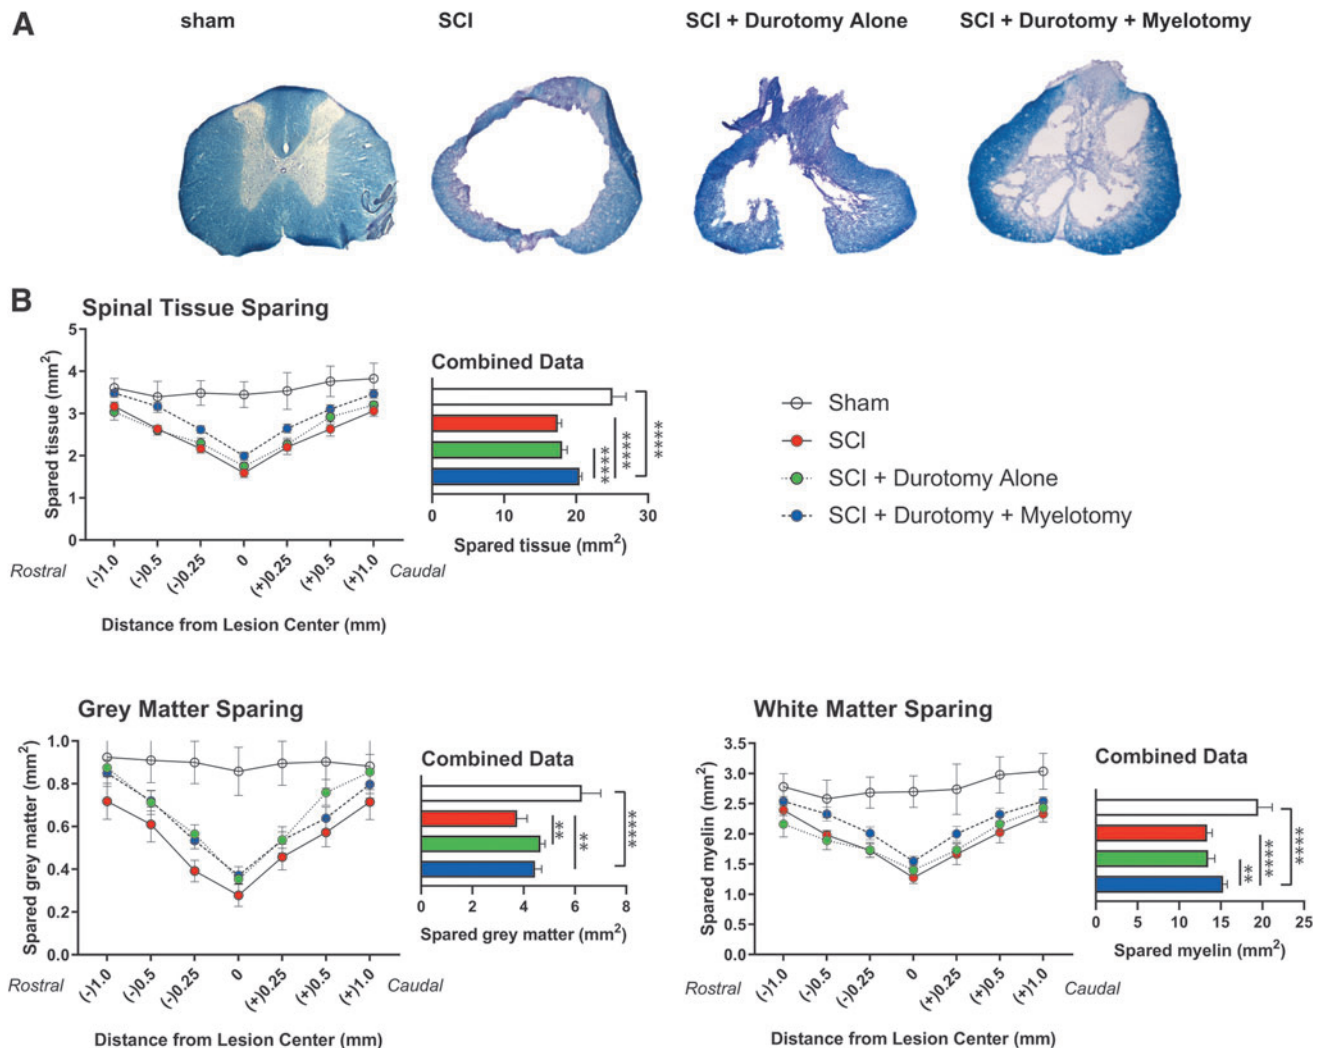 A
sham
SCI
SCI + Durotomy Alone
SCI + Durotomy + Myelotomy
B
Spinal Tissue Sparing
Spared tissue (mm²)
5
4
3
2
1
0
Rostral
(-)1.0
(-)0.5
(-)0.25
0
(+)0.25
(+)0.5
(+)1.0
Caudal
Distance from Lesion Center (mm)
Combined Data
****
****
****
0
10
20
30
Spared tissue (mm²)
Sham
SCI
SCI + Durotomy Alone
SCI + Durotomy + Myelotomy
Grey Matter Sparing
Spared grey matter (mm²)
1.0
0.8
0.6
0.4
0.2
0.0
Rostral
(-)1.0
(-)0.5
(-)0.25
0
(+)0.25
(+)0.5
(+)1.0
Caudal
Distance from Lesion Center (mm)
Combined Data
**
**
****
0
2
4
6
8
Spared grey matter (mm²)
White Matter Sparing
Spared myelin (mm²)
3.5
3.0
2.5
2.0
1.5
1.0
0.5
0.0
Rostral
(-)1.0
(-)0.5
(-)0.25
0
(+)0.25
(+)0.5
(+)1.0
Caudal
Distance from Lesion Center (mm)
Combined Data
**
****
****
0
5
10
15
20
25
Spared myelin (mm²)